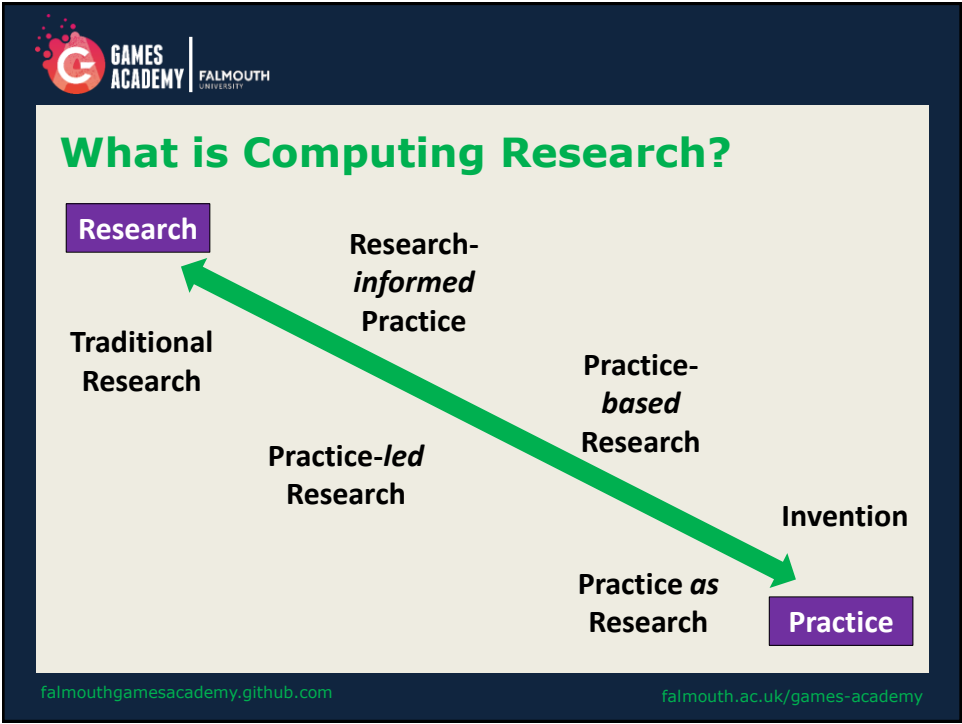 GAMES
ACADEMY
FALMOUTH
UNIVERSITY
What is Computing Research?
Research
Research-
informed
Practice
Traditional
Research
Practice-
based
Research
Practice-led
Research
Invention
Practice as
Research
Practice
falmouthgamesacademy.github.com
falmouth.ac.uk/games-academy